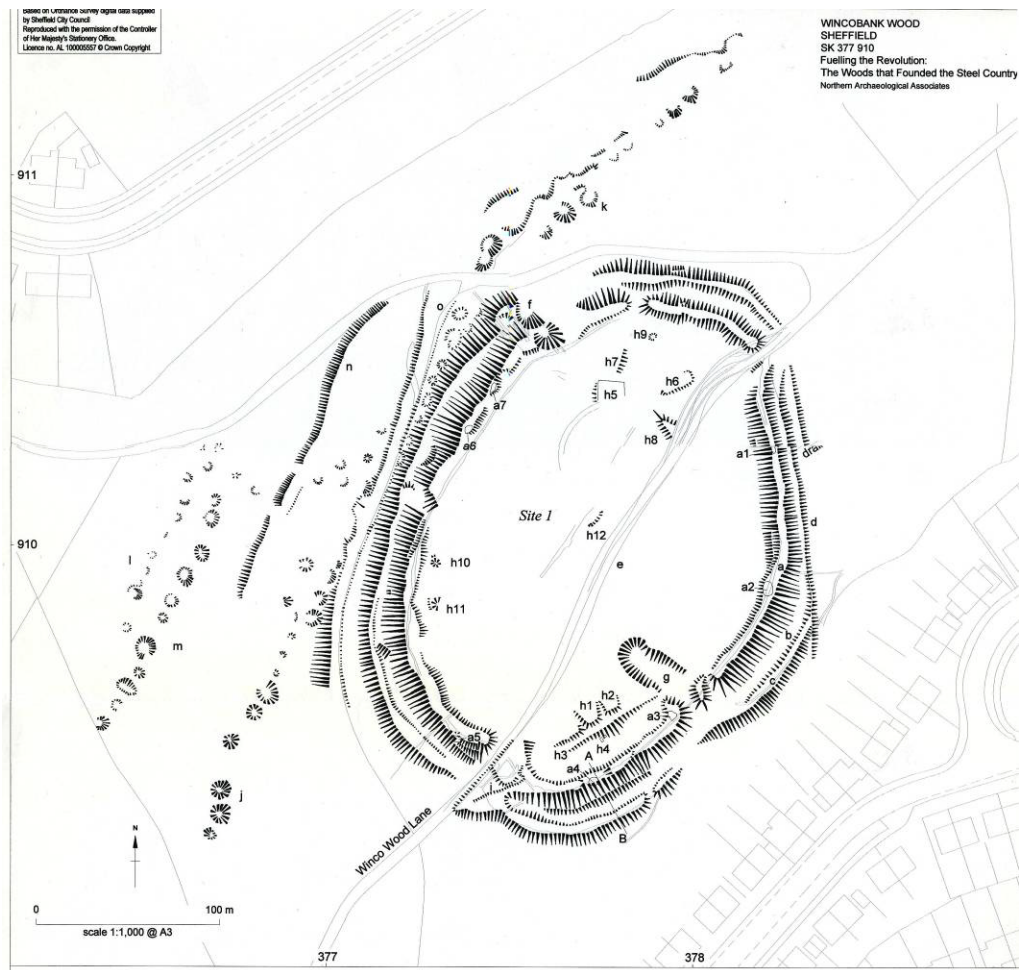 Based on Ordnance Survey digital data supplied
by Sheffield City Council
Reproduced with the permission of the Controller
of Her Majesty's Stationery Office.
Licence no. AL 100005557 © Crown Copyright
WINCOBANK WOOD
SHEFFIELD
SK 377 910
Fuelling the Revolution:
The Woods that Founded the Steel Country
Northern Archaeological Associates
911
k
o
f
h9
h7
h6
h5
n
a7
h8
a6
a1
Site 1
d
910
h12
l
i
h10
e
a
a2
h11
b
m
g
c
h2
h1
a3
h4
h3
A
a5
a4
i
j
B
Winco Wood Lane
N
0
100 m
scale 1:1,000 @ A3
377
378